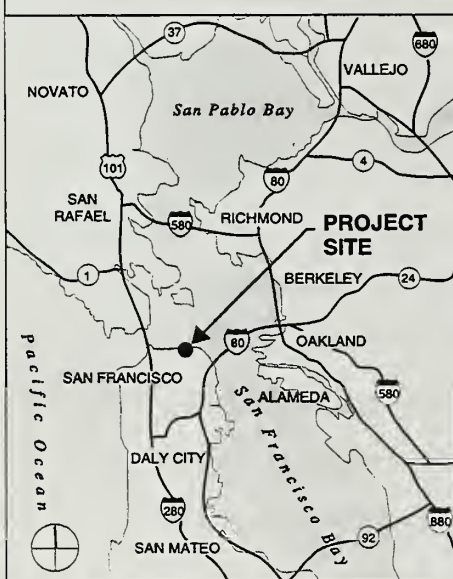 37
680
VALLEJO
NOVATO
San Pablo Bay
101
4
80
SAN
RAFAEL
RICHMOND
580
PROJECT
SITE
1
BERKELEY
24
80
OAKLAND
SAN FRANCISCO
ALAMEDA
580
Pacific Ocean
San Francisco Bay
DALY CITY
280
880
92
SAN MATEO